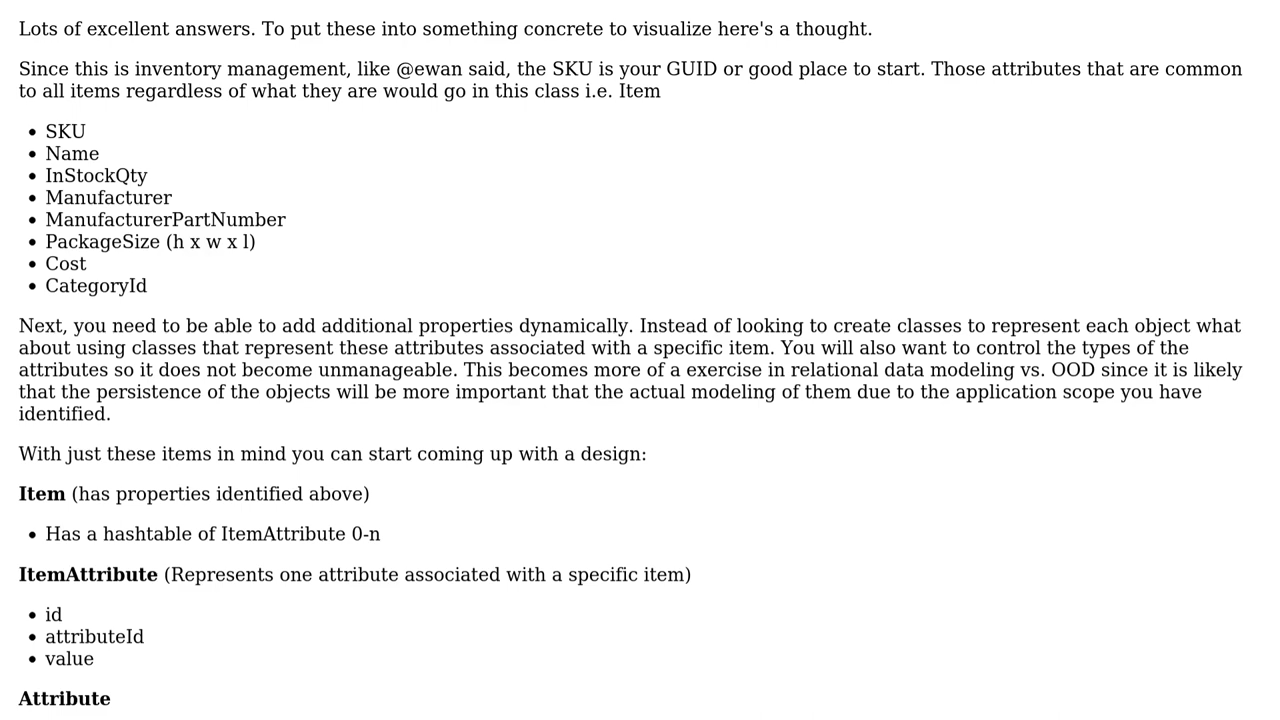 Lots of excellent answers. To put these into something concrete to visualize here's a thought.
Since this is inventory management, like @ewan said, the SKU is your GUID or good place to start. Those attributes that are common
to all items regardless of what they are would go in this class i.e. Item
• SKU
• Name
• InStockQty
• Manufacturer
• ManufacturerPartNumber
• PackageSize (h x w x l)
• Cost
• CategoryId
Next, you need to be able to add additional properties dynamically. Instead of looking to create classes to represent each object what
about using classes that represent these attributes associated with a specific item. You will also want to control the types of the
attributes so it does not become unmanageable. This becomes more of a exercise in relational data modeling vs. OOD since it is likely
that the persistence of the objects will be more important that the actual modeling of them due to the application scope you have
identified.
With just these items in mind you can start coming up with a design:
Item (has properties identified above)
• Has a hashtable of ItemAttribute 0-n
ItemAttribute (Represents one attribute associated with a specific item)
• id
• attributeId
• value
Attribute